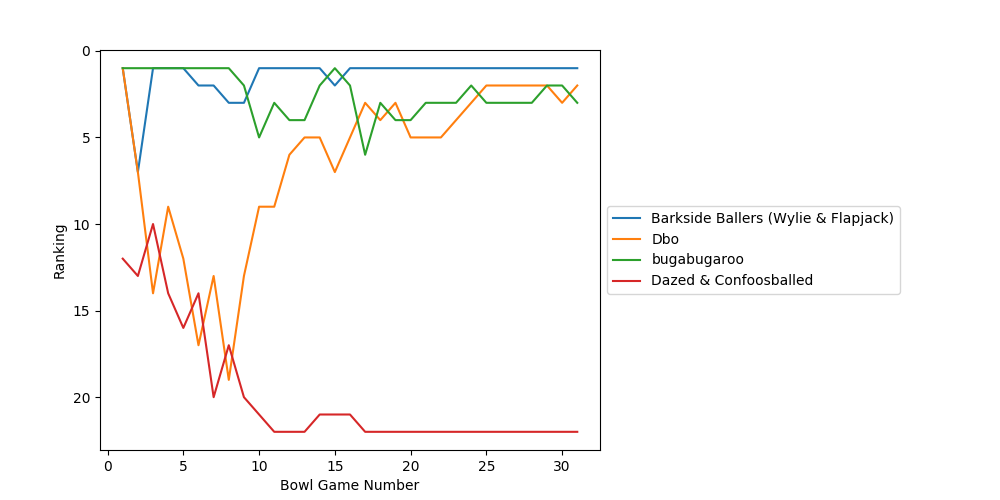 0
5
10
15
20
Ranking
0 5 10 15 20 25 30
Bowl Game Number
Barkside Ballers (Wylie & Flapjack)
Dbo
bugabugaroo
Dazed & Confoosballed